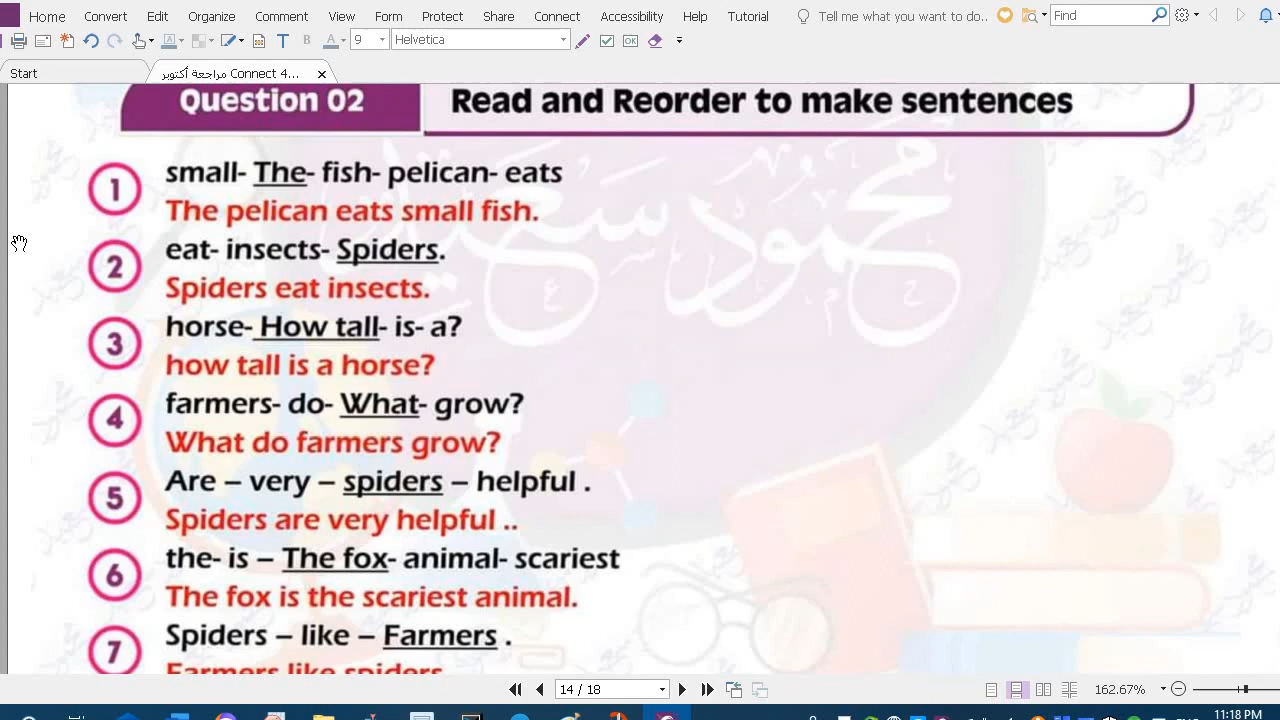 Home Convert Edit Organize Comment View Form Protect Share Conne Accessibility Help Tutorial Tell me what you want to do.. Find
9 Helvetica
Start
مراجعة أكتوبر Connect 4...
Question 02 Read and Reorder to make sentences
1 small- The- fish- pelican- eats
The pelican eats small fish.
2 eat- insects- Spiders.
Spiders eat insects.
3 horse- How tall- is- a?
how tall is a horse?
4 farmers- do- What- grow?
What do farmers grow?
5 Are – very – spiders – helpful .
Spiders are very helpful ..
6 the- is – The fox- animal- scariest
The fox is the scariest animal.
7 Spiders – like – Farmers .
Farmers like spiders
14 / 18 162.67%
11:18 PM